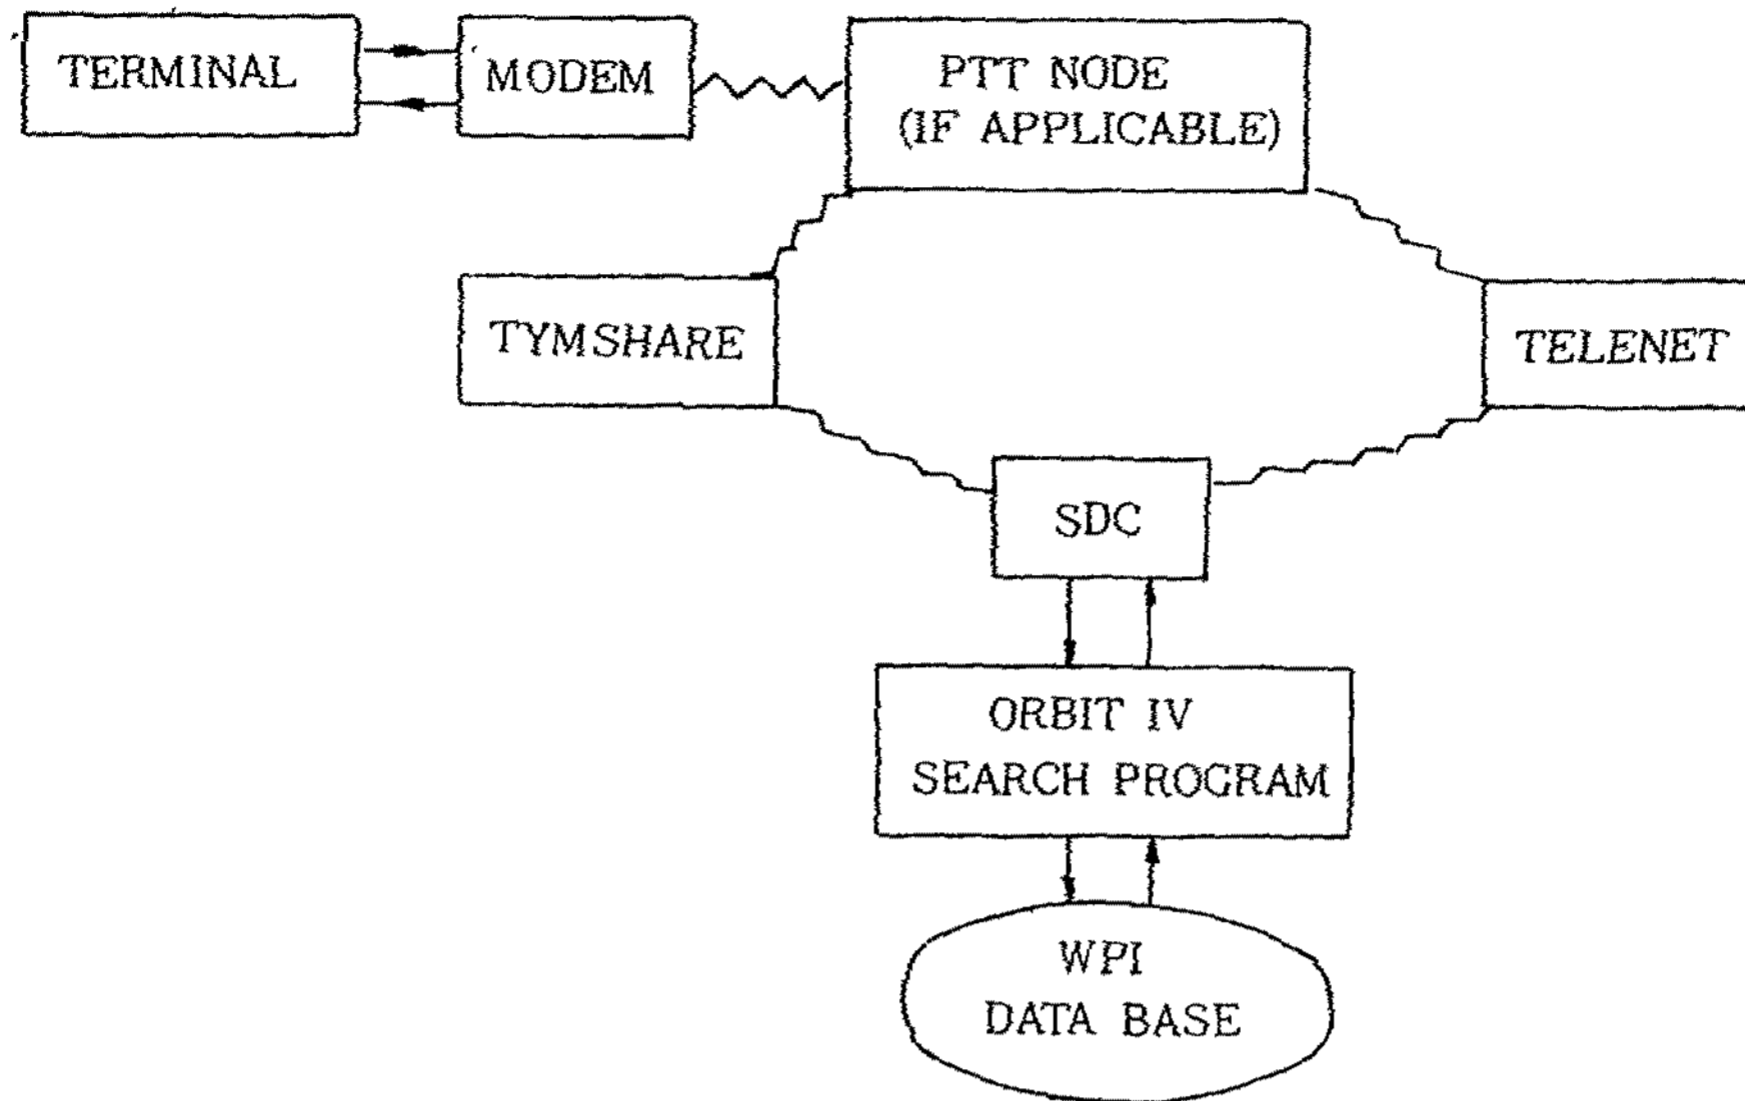 TERMINAL
MODEM
PTT NODE
(IF APPLICABLE)
TYMSHARE
TELENET
SDC
ORBIT IV
SEARCH PROGRAM
WPI
DATA BASE